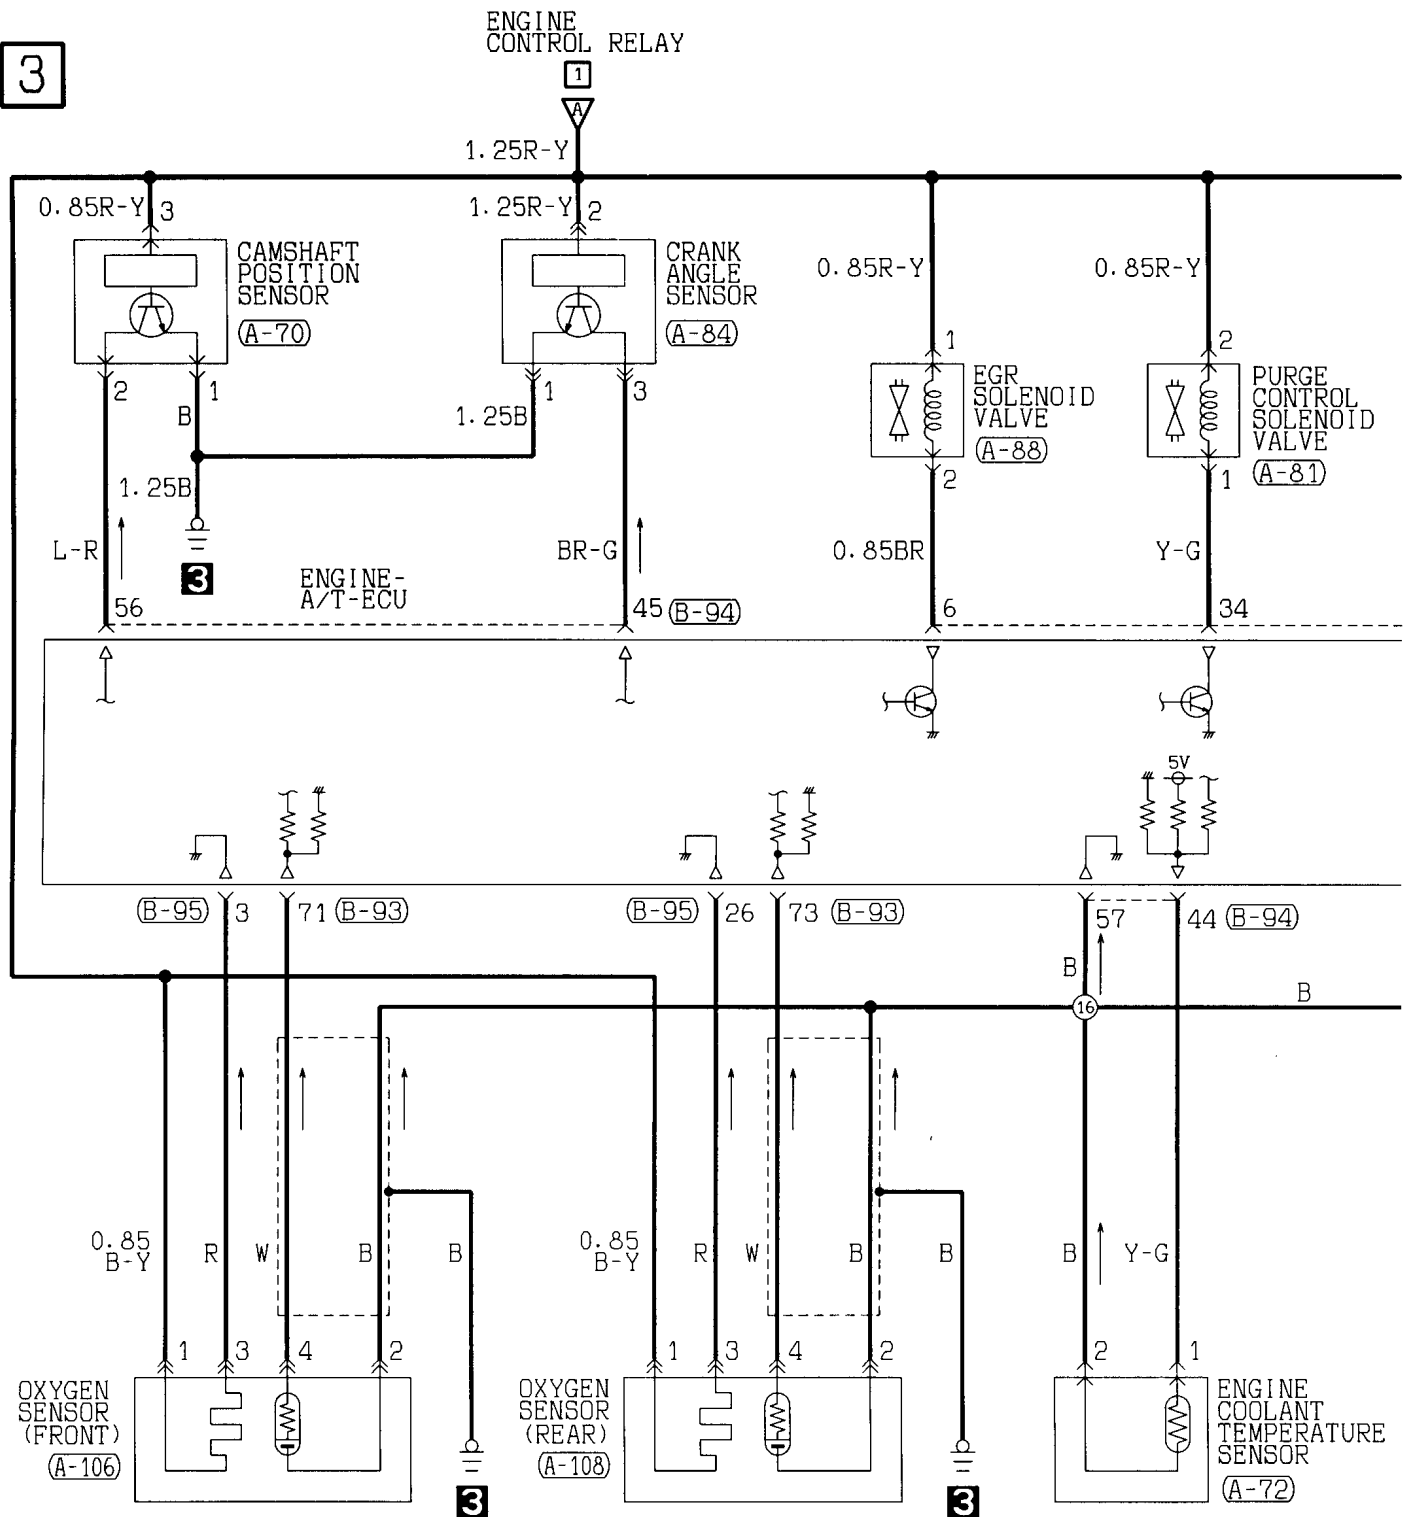 3
ENGINE
CONTROL RELAY
1
A
1.25R-Y
0.85R-Y 3
1.25R-Y 2
CAMSHAFT
POSITION
SENSOR
(A-70)
CRANK
ANGLE
SENSOR
(A-84)
0.85R-Y
0.85R-Y
1
2
EGR
SOLENOID
VALVE
(A-88)
PURGE
CONTROL
SOLENOID
VALVE
(A-81)
2
1
1
3
B
1.25B
2
1
1.25B
3
L-R
BR-G
0.85BR
Y-G
ENGINE-
A/T-ECU
56
45 (B-94)
6
34
5V
(B-95) 3
71 (B-93)
(B-95) 26
73 (B-93)
57
44 (B-94)
B
16
B
0.85
B-Y
R
W
B
B
0.85
B-Y
R
W
B
B
B
Y-G
1
3
4
2
1
3
4
2
2
1
OXYGEN
SENSOR
(FRONT)
(A-106)
OXYGEN
SENSOR
(REAR)
(A-108)
ENGINE
COOLANT
TEMPERATURE
SENSOR
(A-72)
3
3